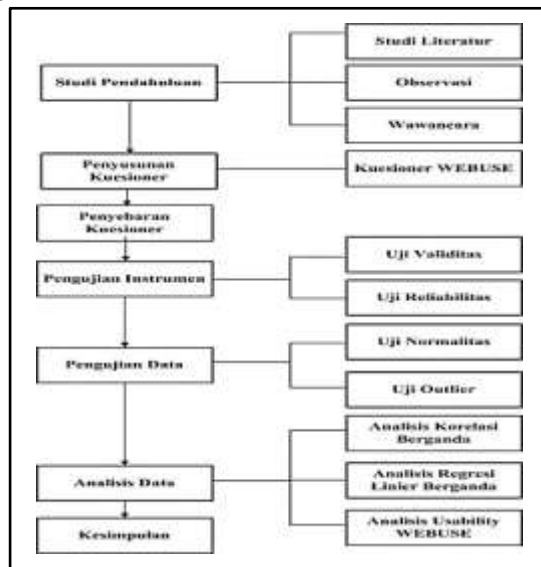 Studi Literatur
Studi Pendahuluan
Observasi
Wawancara
Penyusunan
Kuesioner
Kuesioner WEBUSE
Penyebaran
Kuesioner
Pengujian Instrumen
Uji Validitas
Uji Reliabilitas
Pengujian Data
Uji Normalitas
Uji Outlier
Analisis Data
Analisis Korelasi
Berganda
Analisis Regresi
Linier Berganda
Analisis Usability
WEBUSE
Kesimpulan